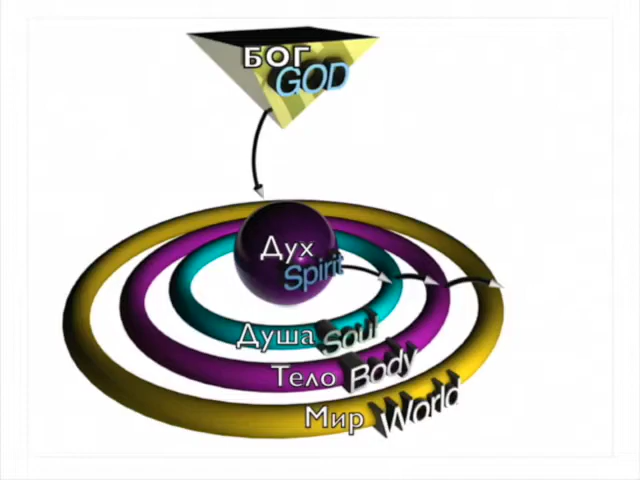 БОГ
GOD
Дух
Spirit
Душа Soul
Тело Body
Мир World